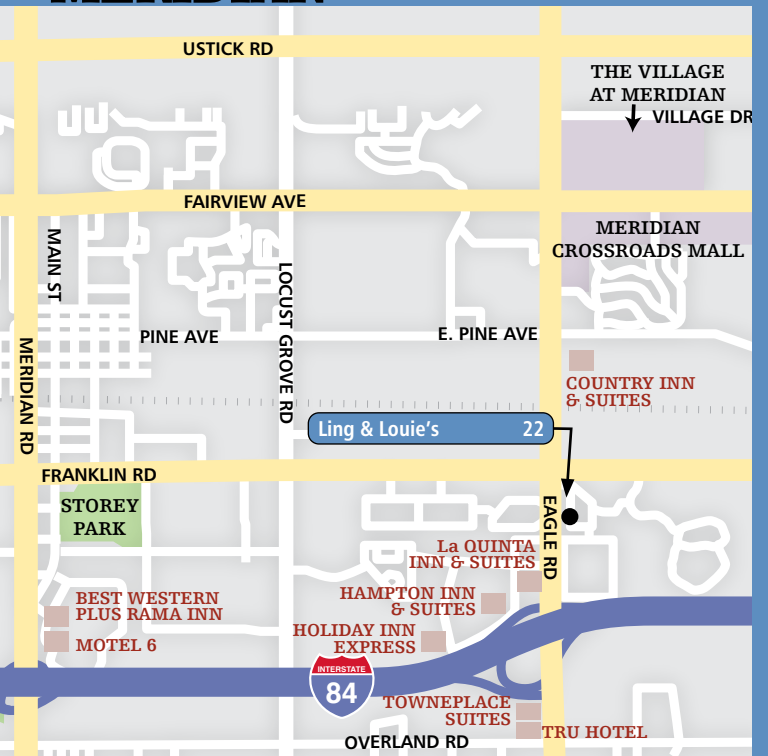 MERIDIAN
USTICK RD
THE VILLAGE
AT MERIDIAN
VILLAGE DR
FAIRVIEW AVE
MAIN ST
MERIDIAN
CROSSROADS MALL
LOCUST GROVE RD
PINE AVE
E. PINE AVE
MERIDIAN RD
COUNTRY INN
& SUITES
Ling & Louie's 22
FRANKLIN RD
STOREY
PARK
EAGLE RD
La QUINTA
INN & SUITES
HAMPTON INN
& SUITES
BEST WESTERN
PLUS RAMA INN
HOLIDAY INN
EXPRESS
MOTEL 6
INTERSTATE
84
TOWNEPLACE
SUITES
TRU HOTEL
OVERLAND RD